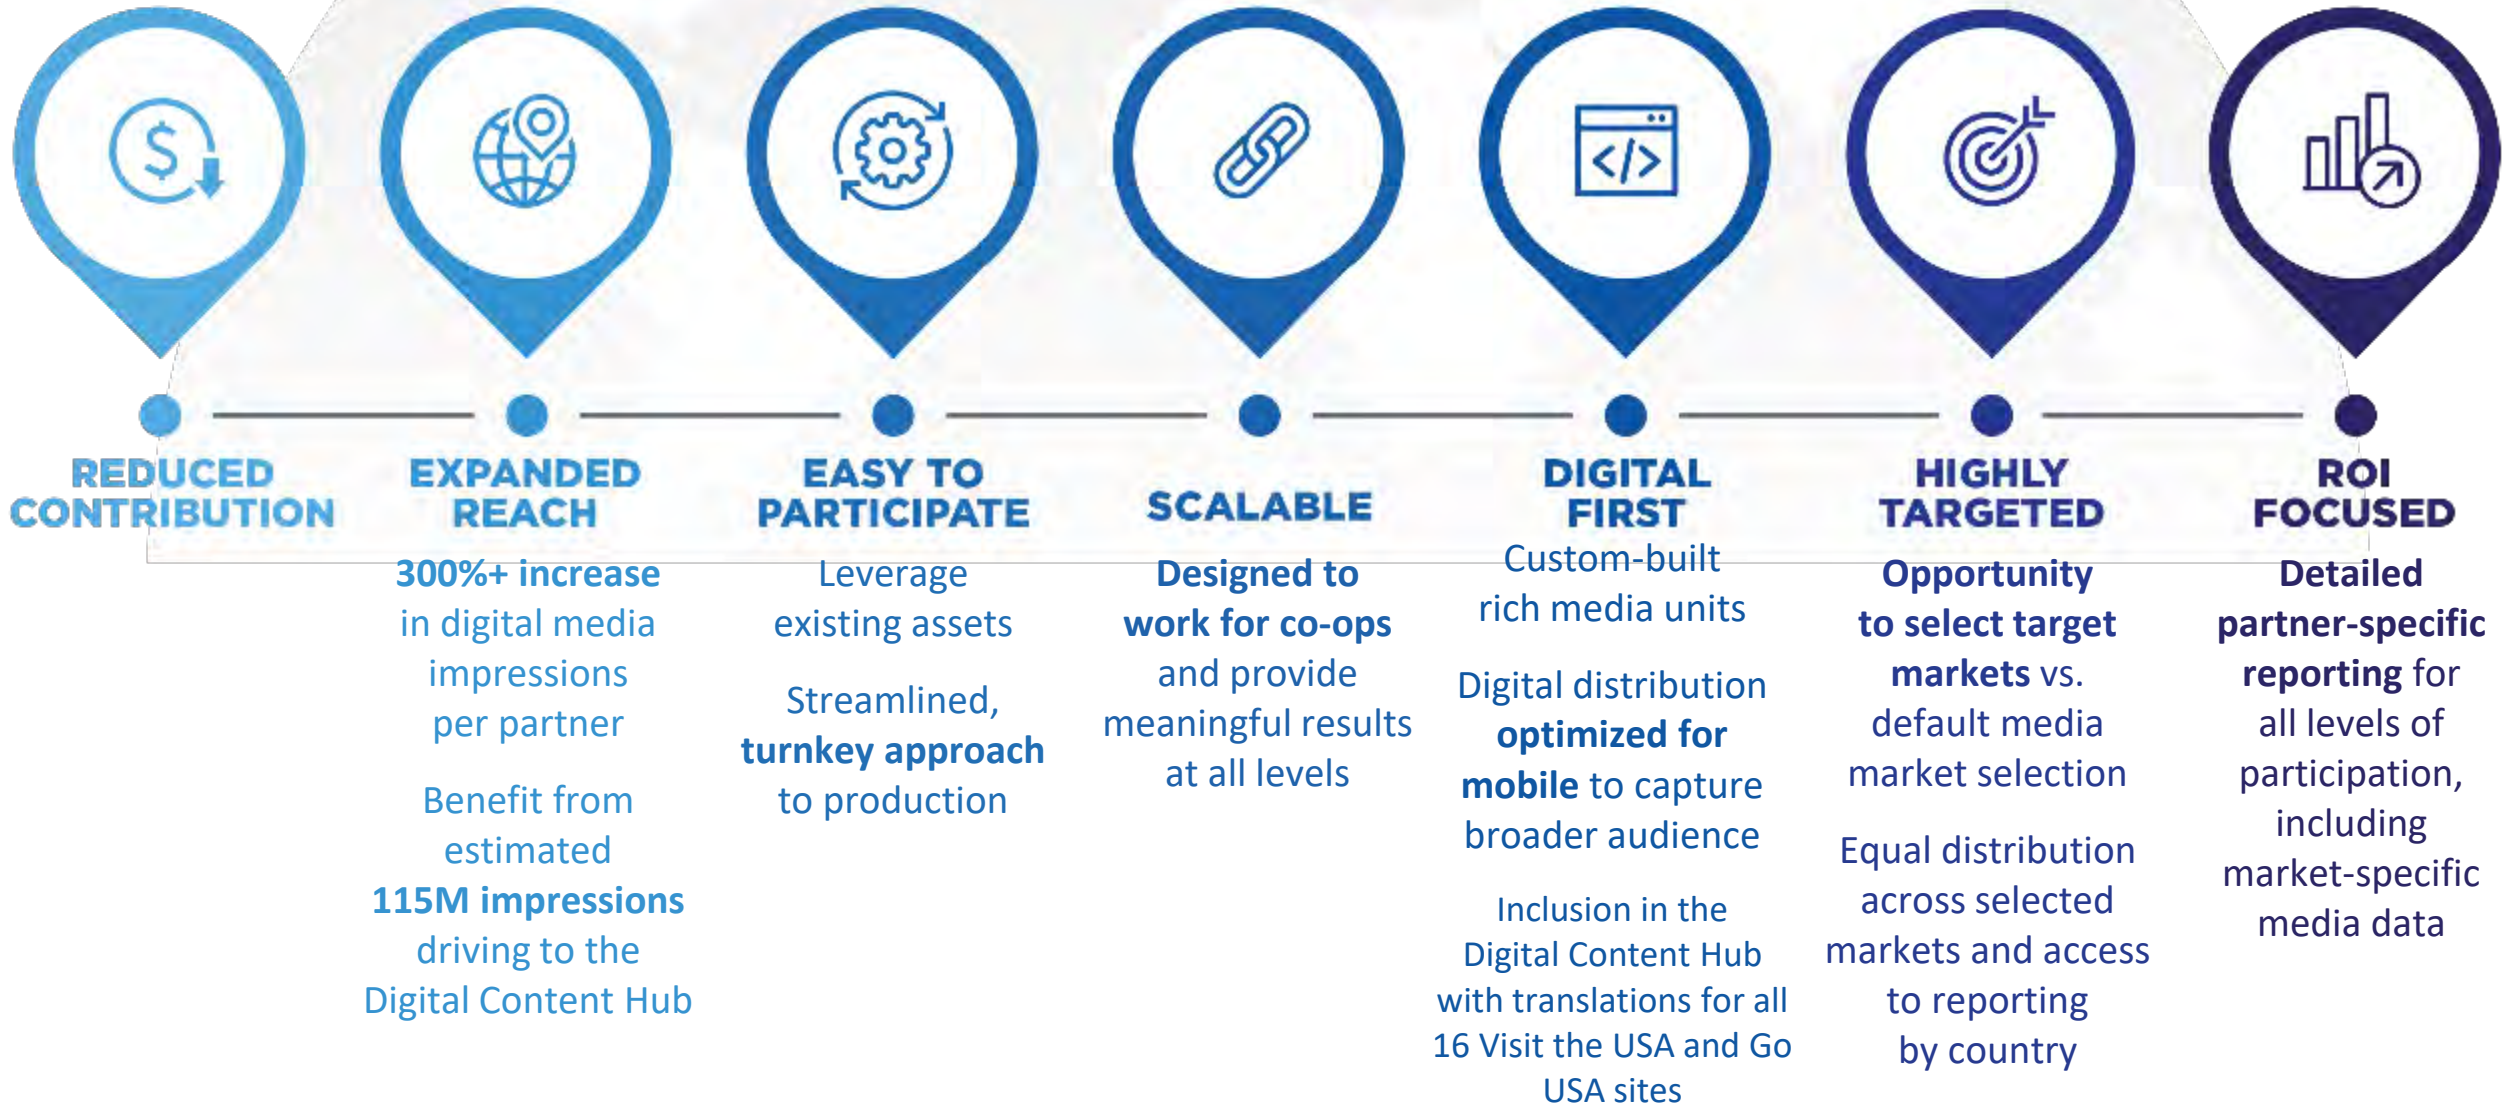 REDUCED
CONTRIBUTION
EXPANDED
REACH
300%+ increase
in digital media
impressions
per partner
Benefit from
estimated
115M impressions
driving to the
Digital Content Hub
EASY TO
PARTICIPATE
Leverage
existing assets
Streamlined,
turnkey approach
to production
SCALABLE
Designed to
work for co-ops
and provide
meaningful results
at all levels
DIGITAL
FIRST
Custom-built
rich media units
Digital distribution
optimized for
mobile to capture
broader audience
Inclusion in the
Digital Content Hub
with translations for all
16 Visit the USA and Go
USA sites
HIGHLY
TARGETED
Opportunity
to select target
markets vs.
default media
market selection
Equal distribution
across selected
markets and access
to reporting
by country
ROI
FOCUSED
Detailed
partner-specific
reporting for
all levels of
participation,
including
market-specific
media data